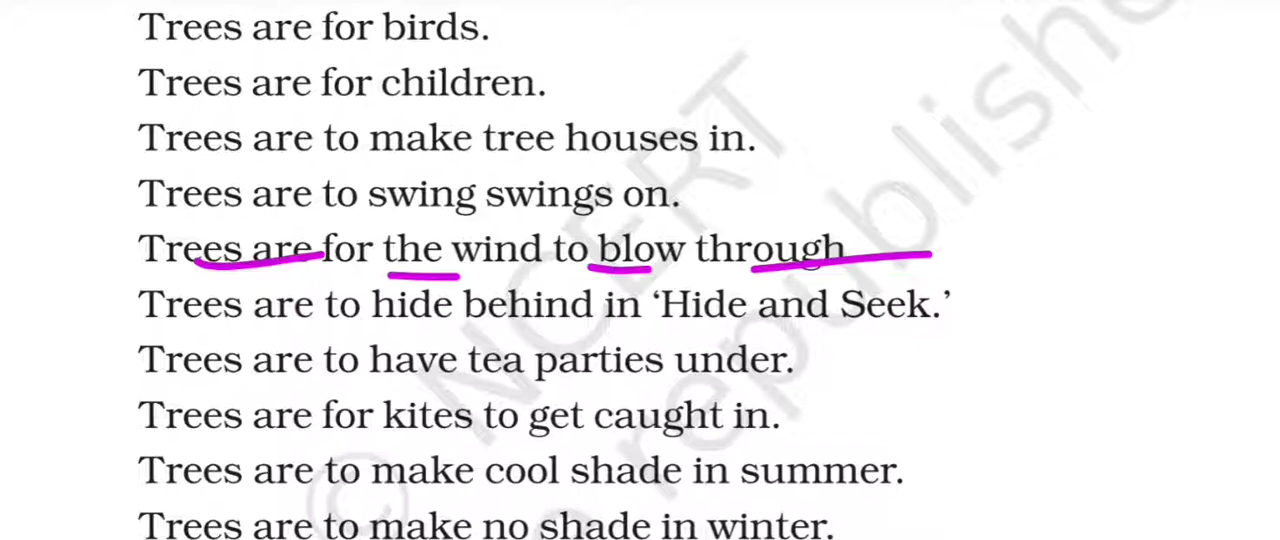 Trees are for birds.
Trees are for children.
Trees are to make tree houses in.
Trees are to swing swings on.
Trees are for the wind to blow through
Trees are to hide behind in ‘Hide and Seek.’
Trees are to have tea parties under.
Trees are for kites to get caught in.
Trees are to make cool shade in summer.
Trees are to make no shade in winter.
© NCERT
republishe